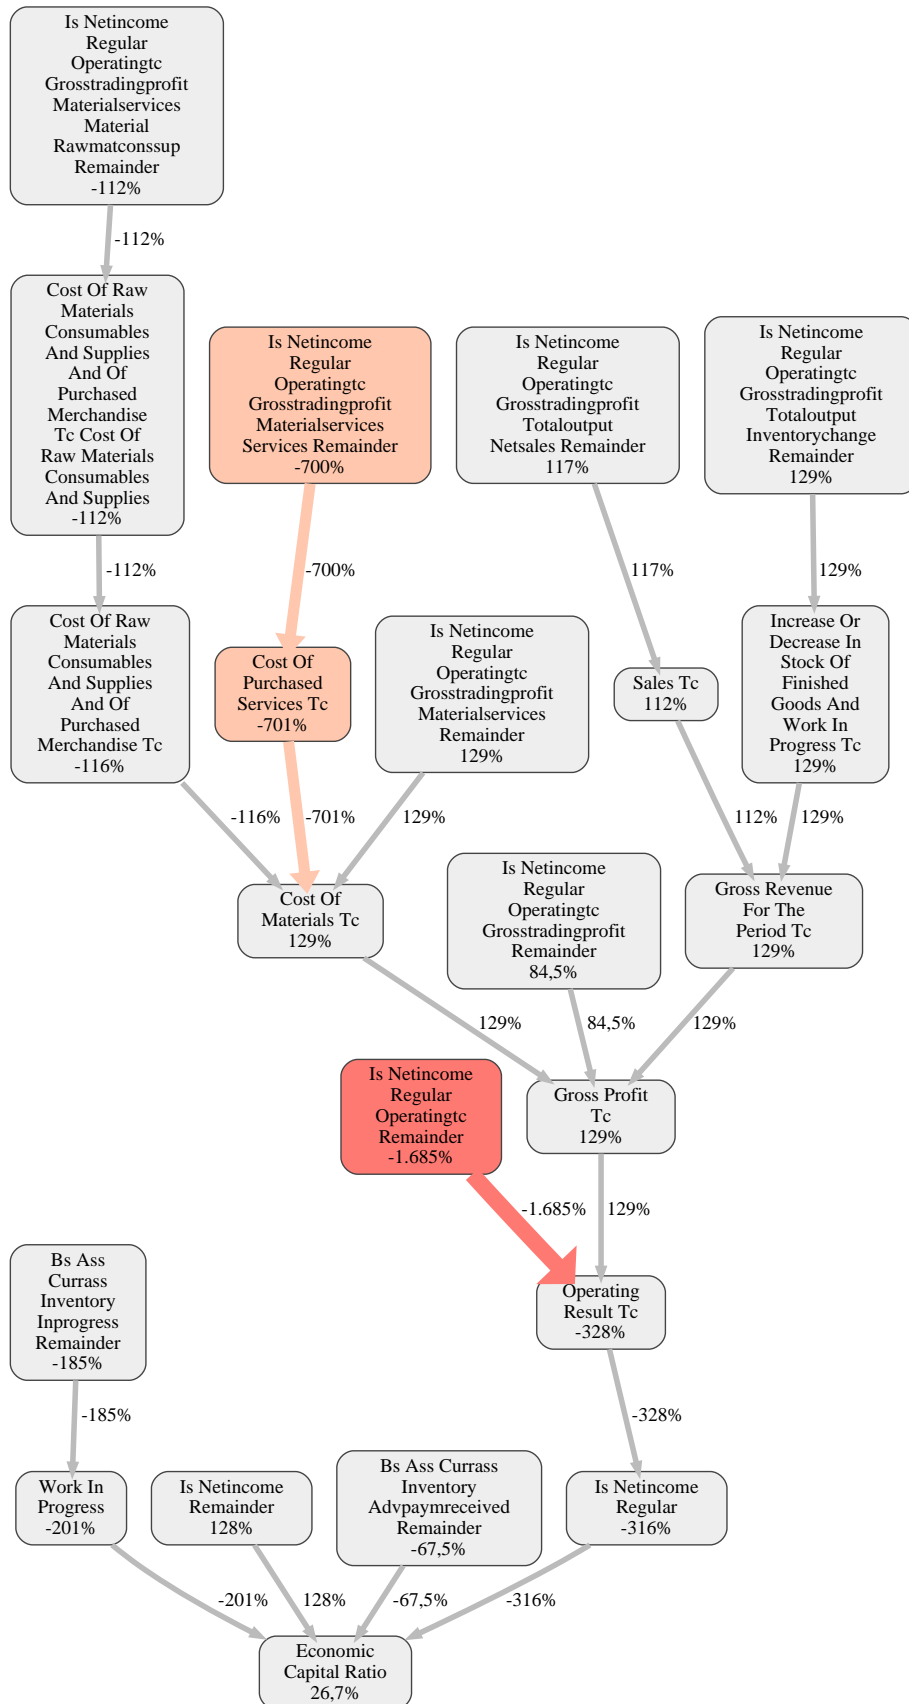 Is Netincome
Regular
Operatingtc
Grosstradingprofit
Materialservices
Material
Rawmatconssup
Remainder
-112%
-112%
Cost Of Raw
Materials
Consumables
And Supplies
And Of
Purchased
Merchandise
Tc Cost Of
Raw Materials
Consumables
And Supplies
-112%
Is Netincome
Regular
Operatingtc
Grosstradingprofit
Materialservices
Services Remainder
-700%
Is Netincome
Regular
Operatingtc
Grosstradingprofit
Totaloutput
Netsales Remainder
117%
Is Netincome
Regular
Operatingtc
Grosstradingprofit
Totaloutput
Inventorychange
Remainder
129%
-112%
-700%
117%
129%
Cost Of Raw
Materials
Consumables
And Supplies
And Of
Purchased
Merchandise Tc
-116%
Cost Of
Purchased
Services Tc
-701%
Is Netincome
Regular
Operatingtc
Grosstradingprofit
Materialservices
Remainder
129%
Sales Tc
112%
Increase Or
Decrease In
Stock Of
Finished
Goods And
Work In
Progress Tc
129%
-116%
-701%
129%
112%
129%
Cost Of
Materials Tc
129%
Is Netincome
Regular
Operatingtc
Grosstradingprofit
Remainder
84,5%
Gross Revenue
For The
Period Tc
129%
129%
84,5%
129%
Is Netincome
Regular
Operatingtc
Remainder
-1.685%
Gross Profit
Tc
129%
-1.685%
129%
Bs Ass
Currass
Inventory
Inprogress
Remainder
-185%
Operating
Result Tc
-328%
-185%
-328%
Work In
Progress
-201%
Is Netincome
Remainder
128%
Bs Ass Currass
Inventory
Advpaymreceived
Remainder
-67,5%
Is Netincome
Regular
-316%
-201%
128%
-67,5%
-316%
Economic
Capital Ratio
26,7%